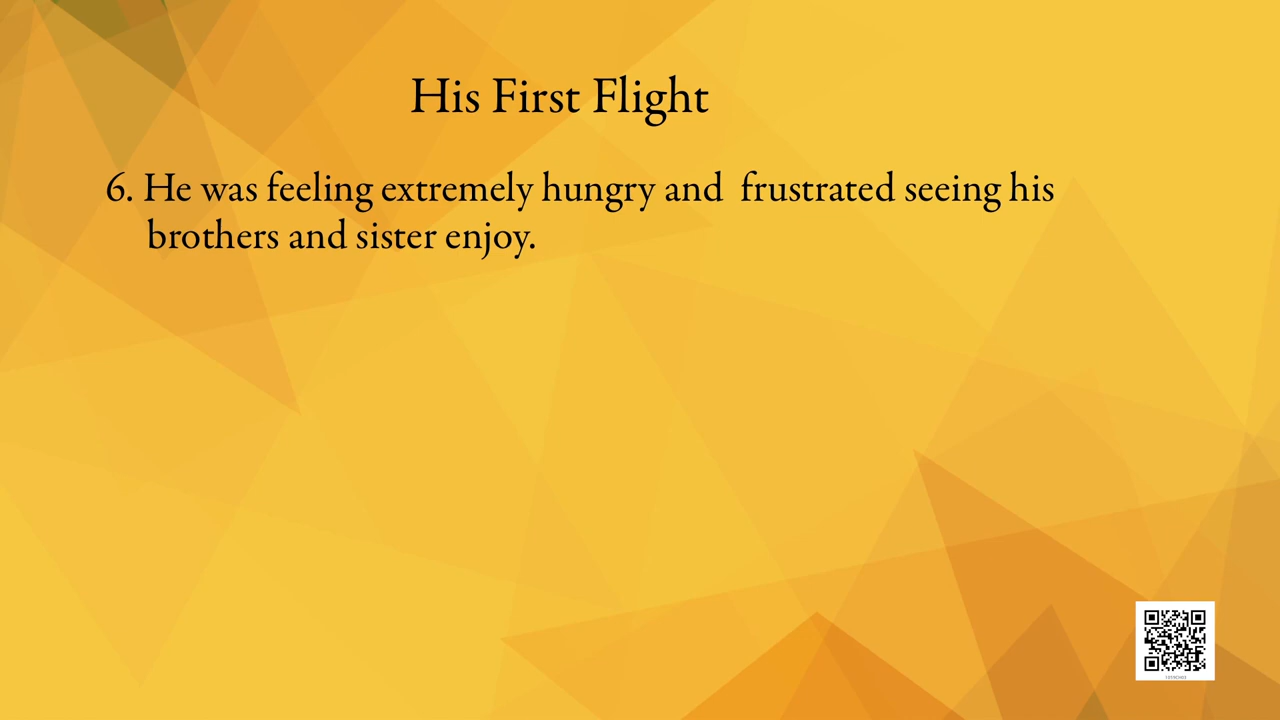 His First Flight
6. He was feeling extremely hungry and  frustrated seeing his
brothers and sister enjoy.